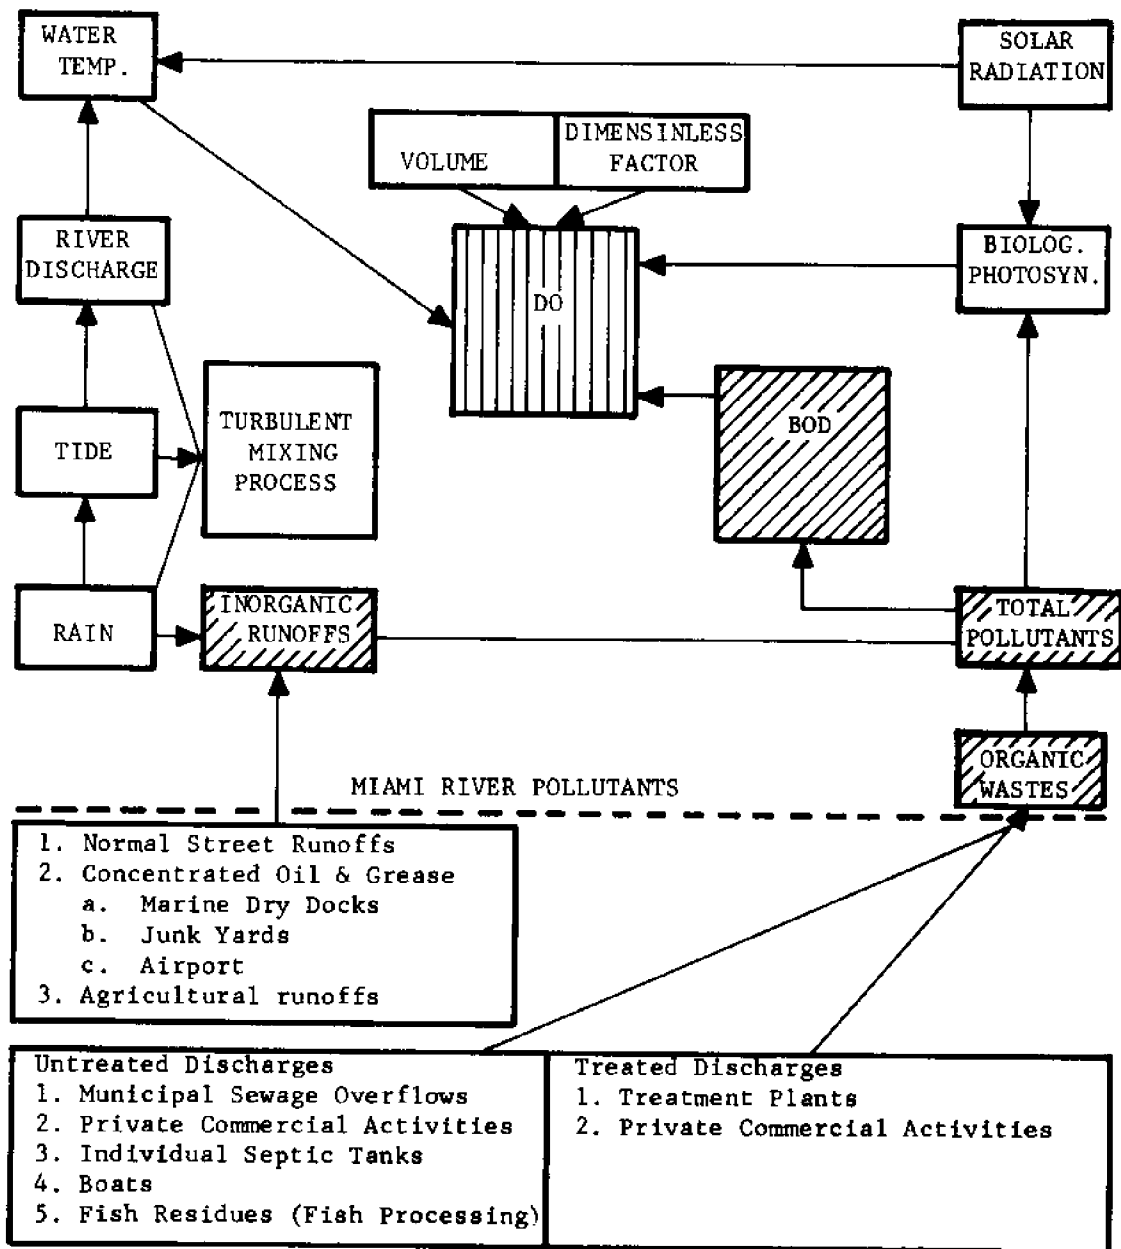 WATER
TEMP.
SOLAR
RADIATION
VOLUME
DIMENSINLESS
FACTOR
RIVER
DISCHARGE
BIOLOG.
PHOTOSYN.
DO
TURBULENT
MIXING
PROCESS
TIDE
BOD
RAIN
INORGANIC
RUNOFFS
TOTAL
POLLUTANTS
ORGANIC
WASTES
MIAMI RIVER POLLUTANTS
1. Normal Street Runoffs
2. Concentrated Oil & Grease
a. Marine Dry Docks
b. Junk Yards
c. Airport
3. Agricultural runoffs
Untreated Discharges
1. Municipal Sewage Overflows
2. Private Commercial Activities
3. Individual Septic Tanks
4. Boats
5. Fish Residues (Fish Processing)
Treated Discharges
1. Treatment Plants
2. Private Commercial Activities